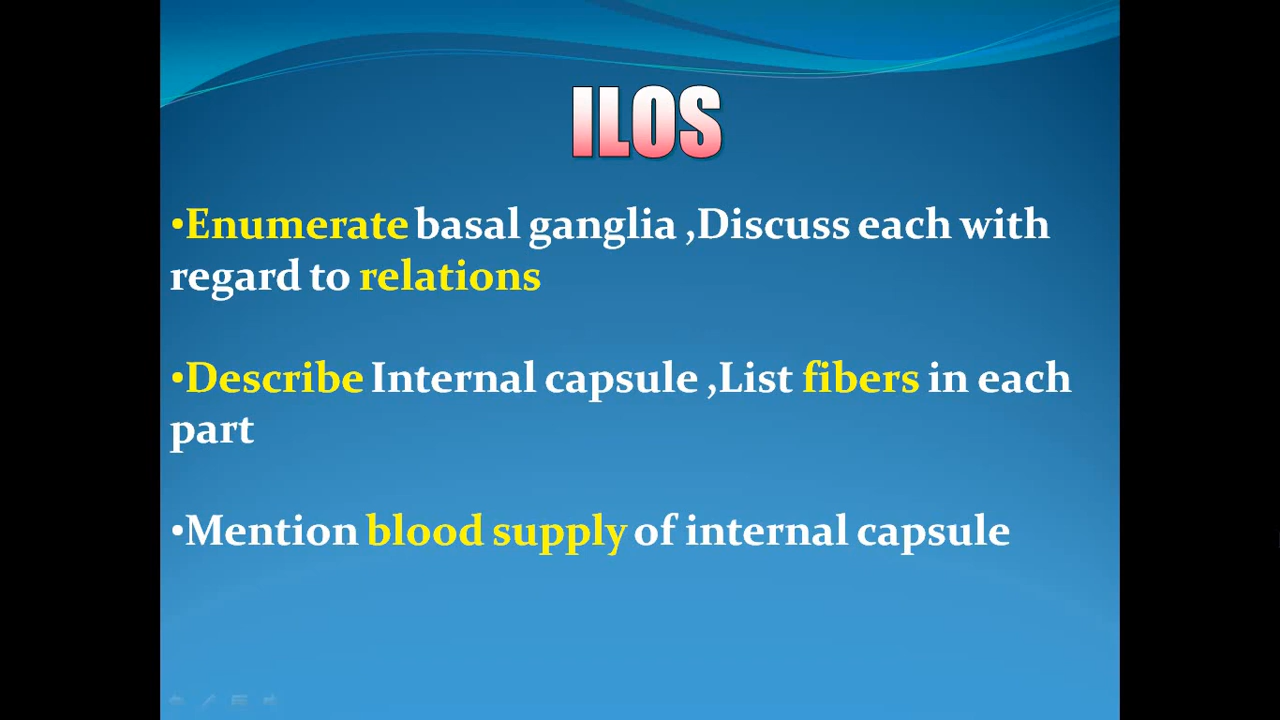 ILOS
•Enumerate basal ganglia ,Discuss each with
regard to relations
•Describe Internal capsule ,List fibers in each
part
•Mention blood supply of internal capsule